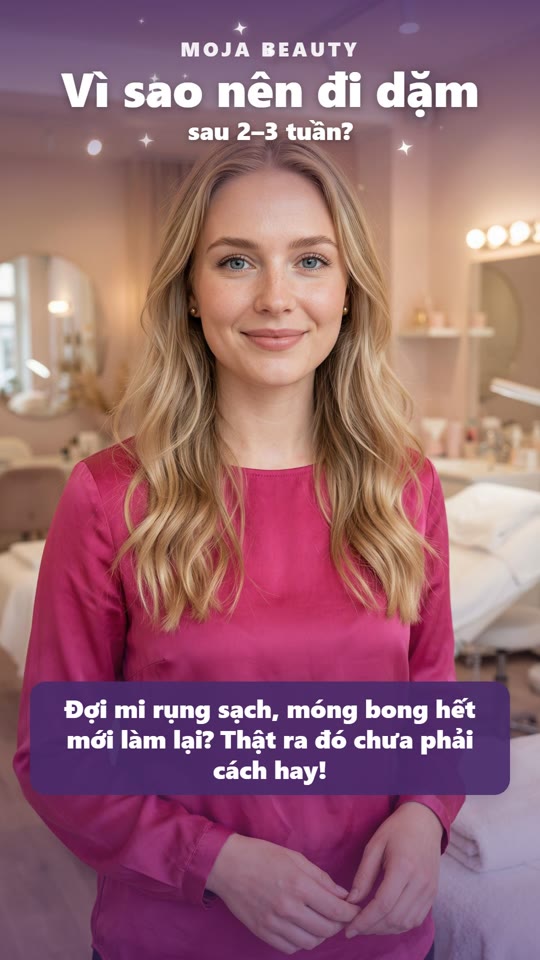 MOJA BEAUTY
Vì sao nên đi dặm
sau 2–3 tuần?
Đợi mi rụng sạch, móng bong hết
mới làm lại? Thật ra đó chưa phải
cách hay!